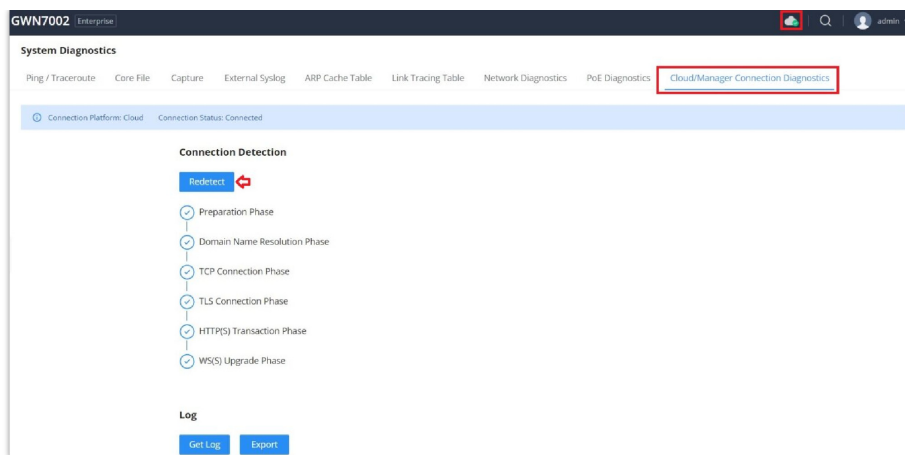 GWN7002 Enterprise admin
System Diagnostics
Ping / Traceroute Core File Capture External Syslog ARP Cache Table Link Tracing Table Network Diagnostics PoE Diagnostics Cloud/Manager Connection Diagnostics
Connection Platform: Cloud Connection Status: Connected
Connection Detection
Redetect
Preparation Phase
Domain Name Resolution Phase
TCP Connection Phase
TLS Connection Phase
HTTP(S) Transaction Phase
WS(S) Upgrade Phase
Log
Get Log Export